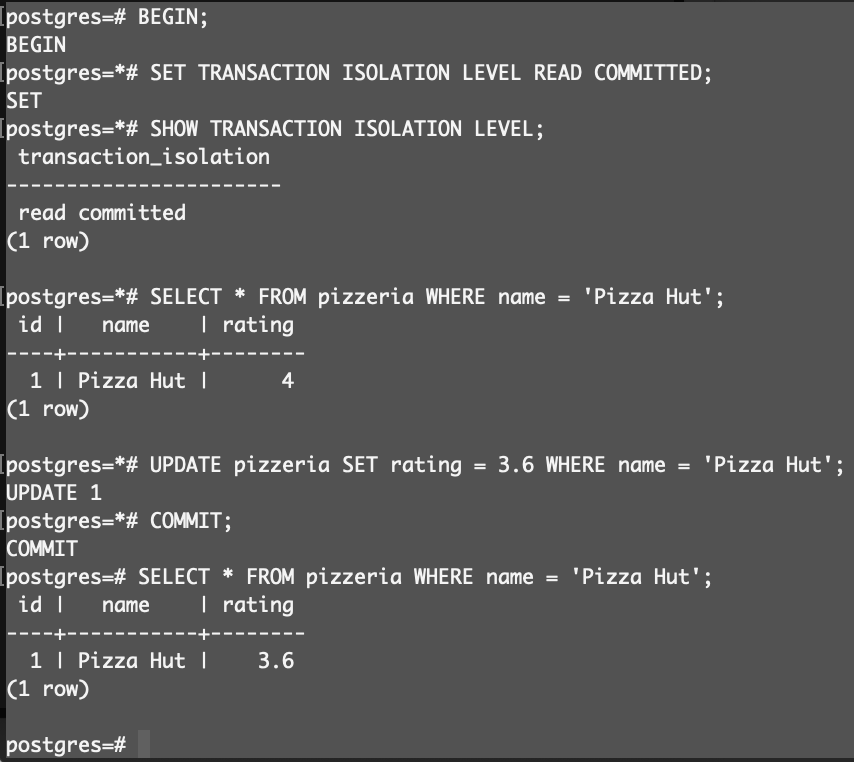 postgres=# BEGIN;
BEGIN
postgres=*# SET TRANSACTION ISOLATION LEVEL READ COMMITTED;
SET
postgres=*# SHOW TRANSACTION ISOLATION LEVEL;
 transaction_isolation
-----------------------
 read committed
(1 row)

postgres=*# SELECT * FROM pizzeria WHERE name = 'Pizza Hut';
 id |   name    | rating
----+-----------+--------
  1 | Pizza Hut |      4
(1 row)

postgres=*# UPDATE pizzeria SET rating = 3.6 WHERE name = 'Pizza Hut';
UPDATE 1
postgres=*# COMMIT;
COMMIT
postgres=# SELECT * FROM pizzeria WHERE name = 'Pizza Hut';
 id |   name    | rating
----+-----------+--------
  1 | Pizza Hut |    3.6
(1 row)

postgres=#